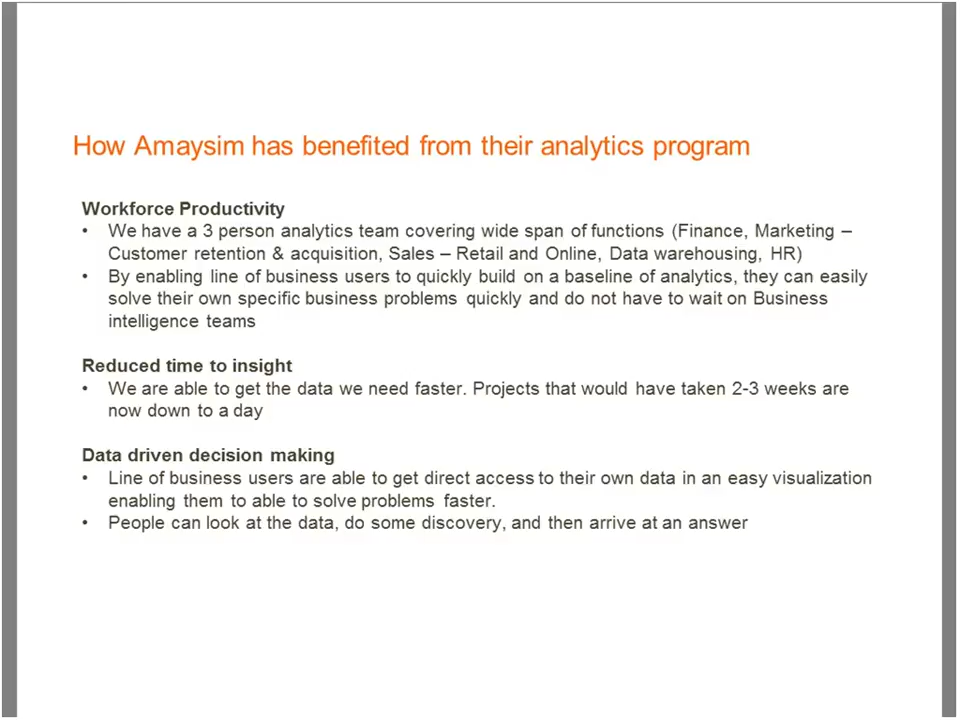 How Amaysim has benefited from their analytics program
Workforce Productivity
• We have a 3 person analytics team covering wide span of functions (Finance, Marketing –
Customer retention & acquisition, Sales – Retail and Online, Data warehousing, HR)
• By enabling line of business users to quickly build on a baseline of analytics, they can easily
solve their own specific business problems quickly and do not have to wait on Business
intelligence teams
Reduced time to insight
• We are able to get the data we need faster. Projects that would have taken 2-3 weeks are
now down to a day
Data driven decision making
• Line of business users are able to get direct access to their own data in an easy visualization
enabling them to able to solve problems faster.
• People can look at the data, do some discovery, and then arrive at an answer